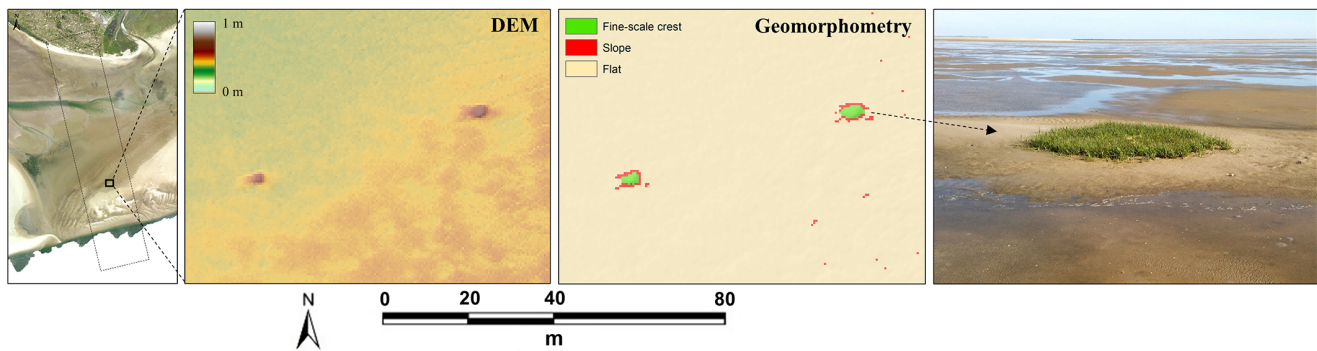 DEM
1 m
0 m
Geomorphometry
Fine-scale crest
Slope
Flat
N
0 20 40 80
m